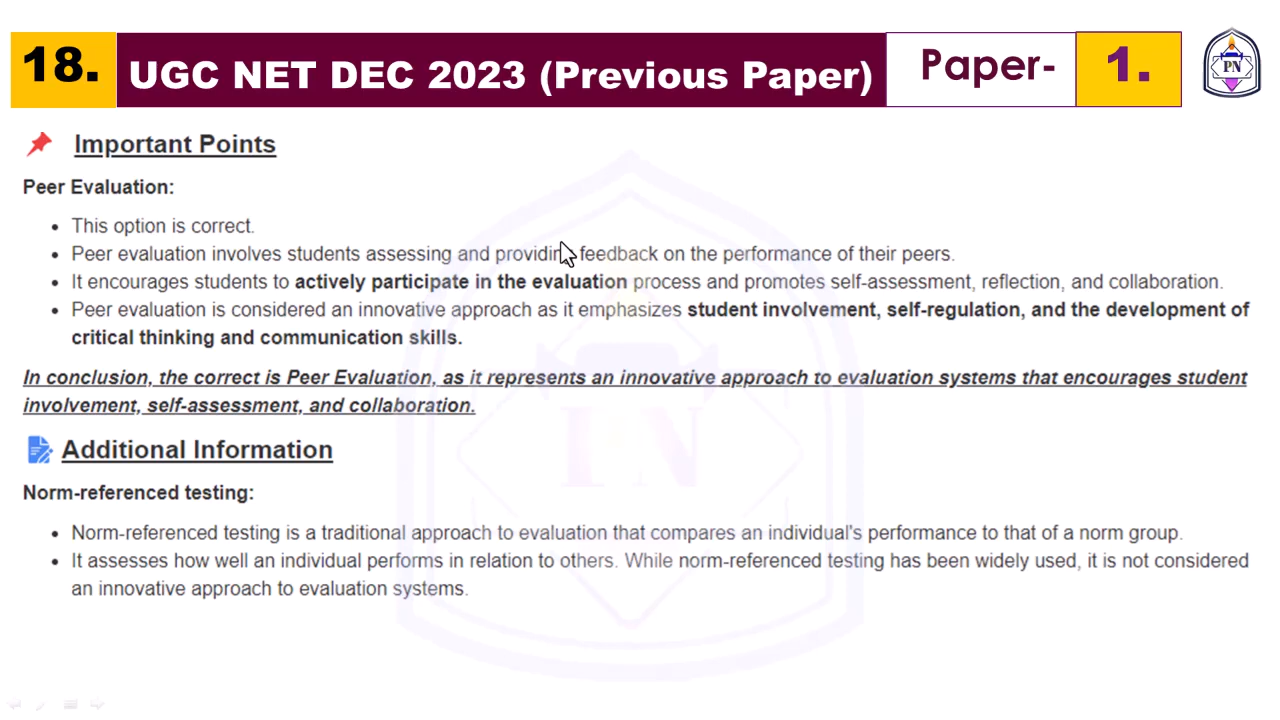 18. UGC NET DEC 2023 (Previous Paper) Paper- 1. PN
Important Points
Peer Evaluation:
• This option is correct.
• Peer evaluation involves students assessing and providing feedback on the performance of their peers.
• It encourages students to actively participate in the evaluation process and promotes self-assessment, reflection, and collaboration.
• Peer evaluation is considered an innovative approach as it emphasizes student involvement, self-regulation, and the development of
critical thinking and communication skills.
In conclusion, the correct is Peer Evaluation, as it represents an innovative approach to evaluation systems that encourages student
involvement, self-assessment, and collaboration.
PN
Additional Information
Norm-referenced testing:
• Norm-referenced testing is a traditional approach to evaluation that compares an individual's performance to that of a norm group.
• It assesses how well an individual performs in relation to others. While norm-referenced testing has been widely used, it is not considered
an innovative approach to evaluation systems.